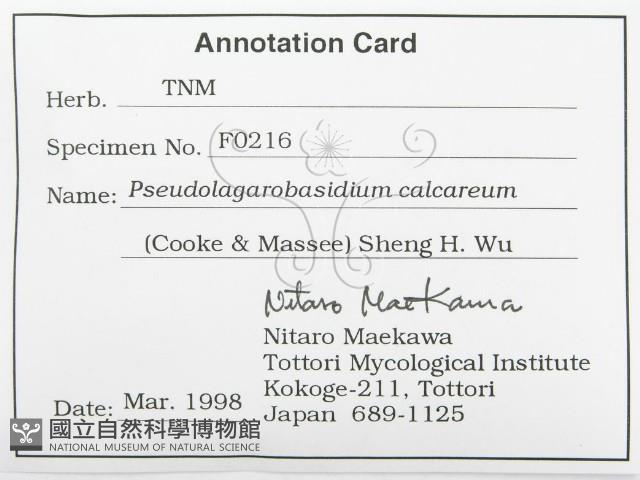 Annotation Card
Herb. TNM
Specimen No. F0216
Name: Pseudolagarobasidium calcareum
(Cooke & Massee) Sheng H. Wu
Nitaro Maekawa
Nitaro Maekawa
Tottori Mycological Institute
Kokoge-211, Tottori
Date: Mar. 1998 Japan 689-1125
國立自然科學博物館
NATIONAL MUSEUM OF NATURAL SCIENCE